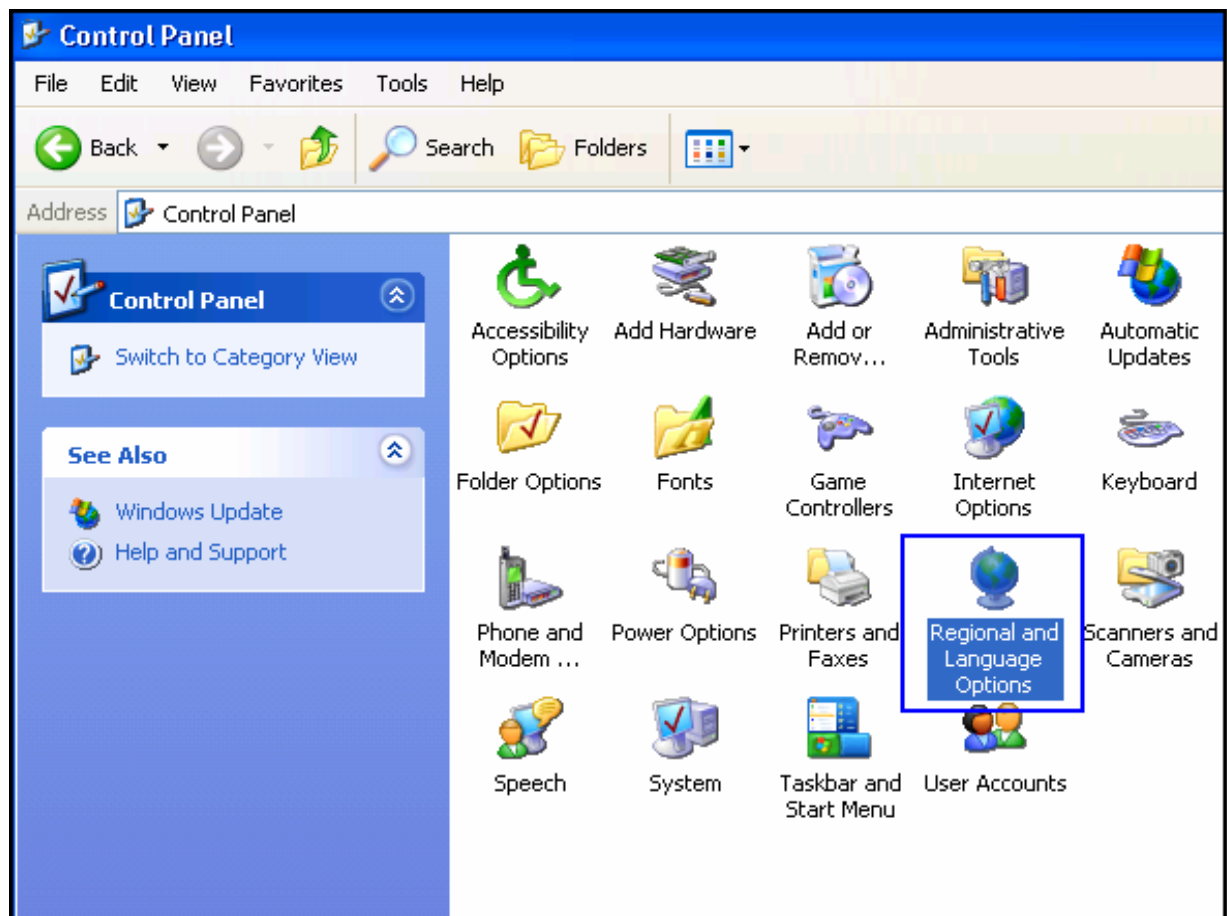 Control Panel
File Edit View Favorites Tools Help
Back Search Folders
Address Control Panel
Control Panel
Switch to Category View
See Also
Windows Update
Help and Support
Accessibility
Options
Add Hardware
Add or
Remov...
Administrative
Tools
Automatic
Updates
Folder Options
Fonts
Game
Controllers
Internet
Options
Keyboard
Phone and
Modem ...
Power Options
Printers and
Faxes
Regional and
Language
Options
Scanners and
Cameras
Speech
System
Taskbar and
Start Menu
User Accounts